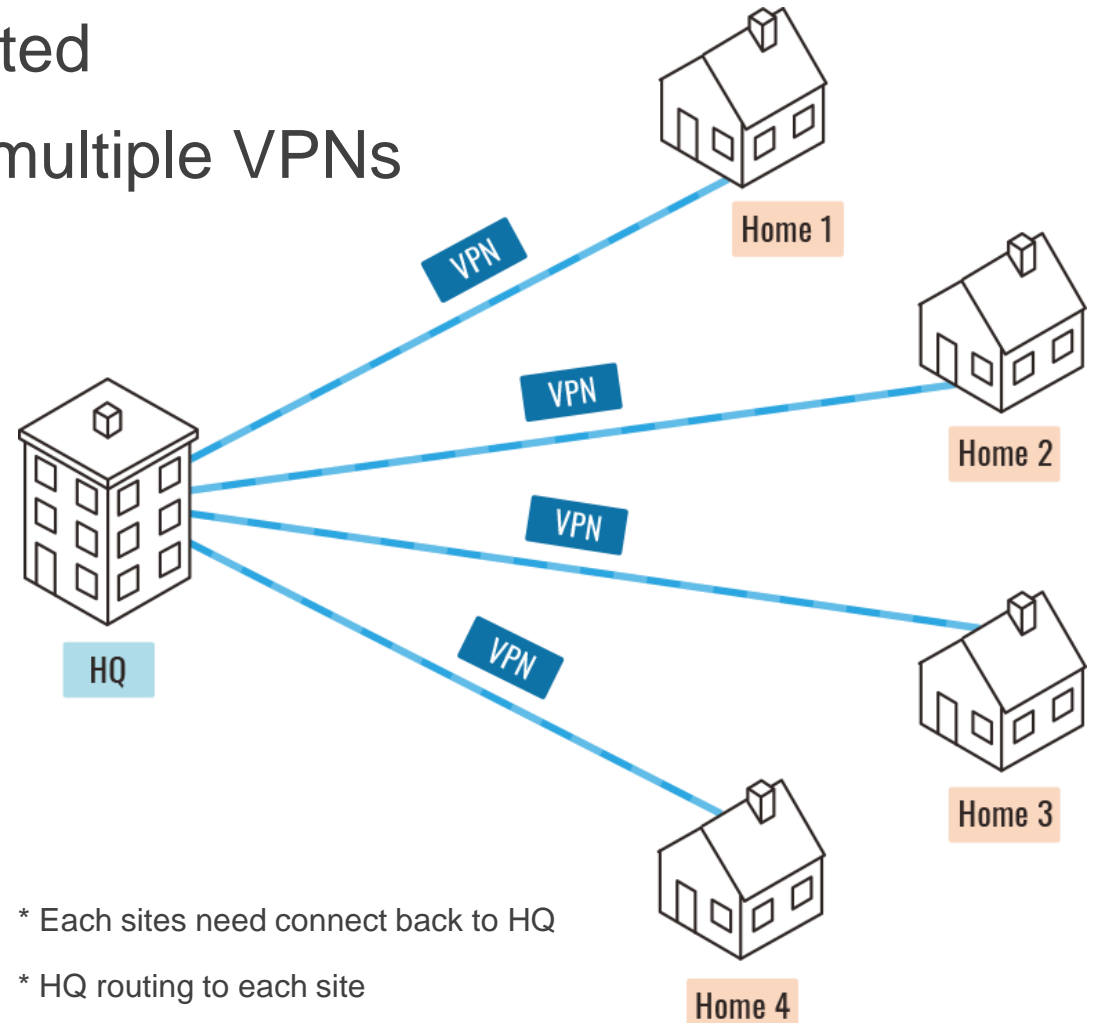 ted
multiple VPNs
VPN
Home 1
VPN
Home 2
VPN
HQ
VPN
Home 3
* Each sites need connect back to HQ
* HQ routing to each site
Home 4